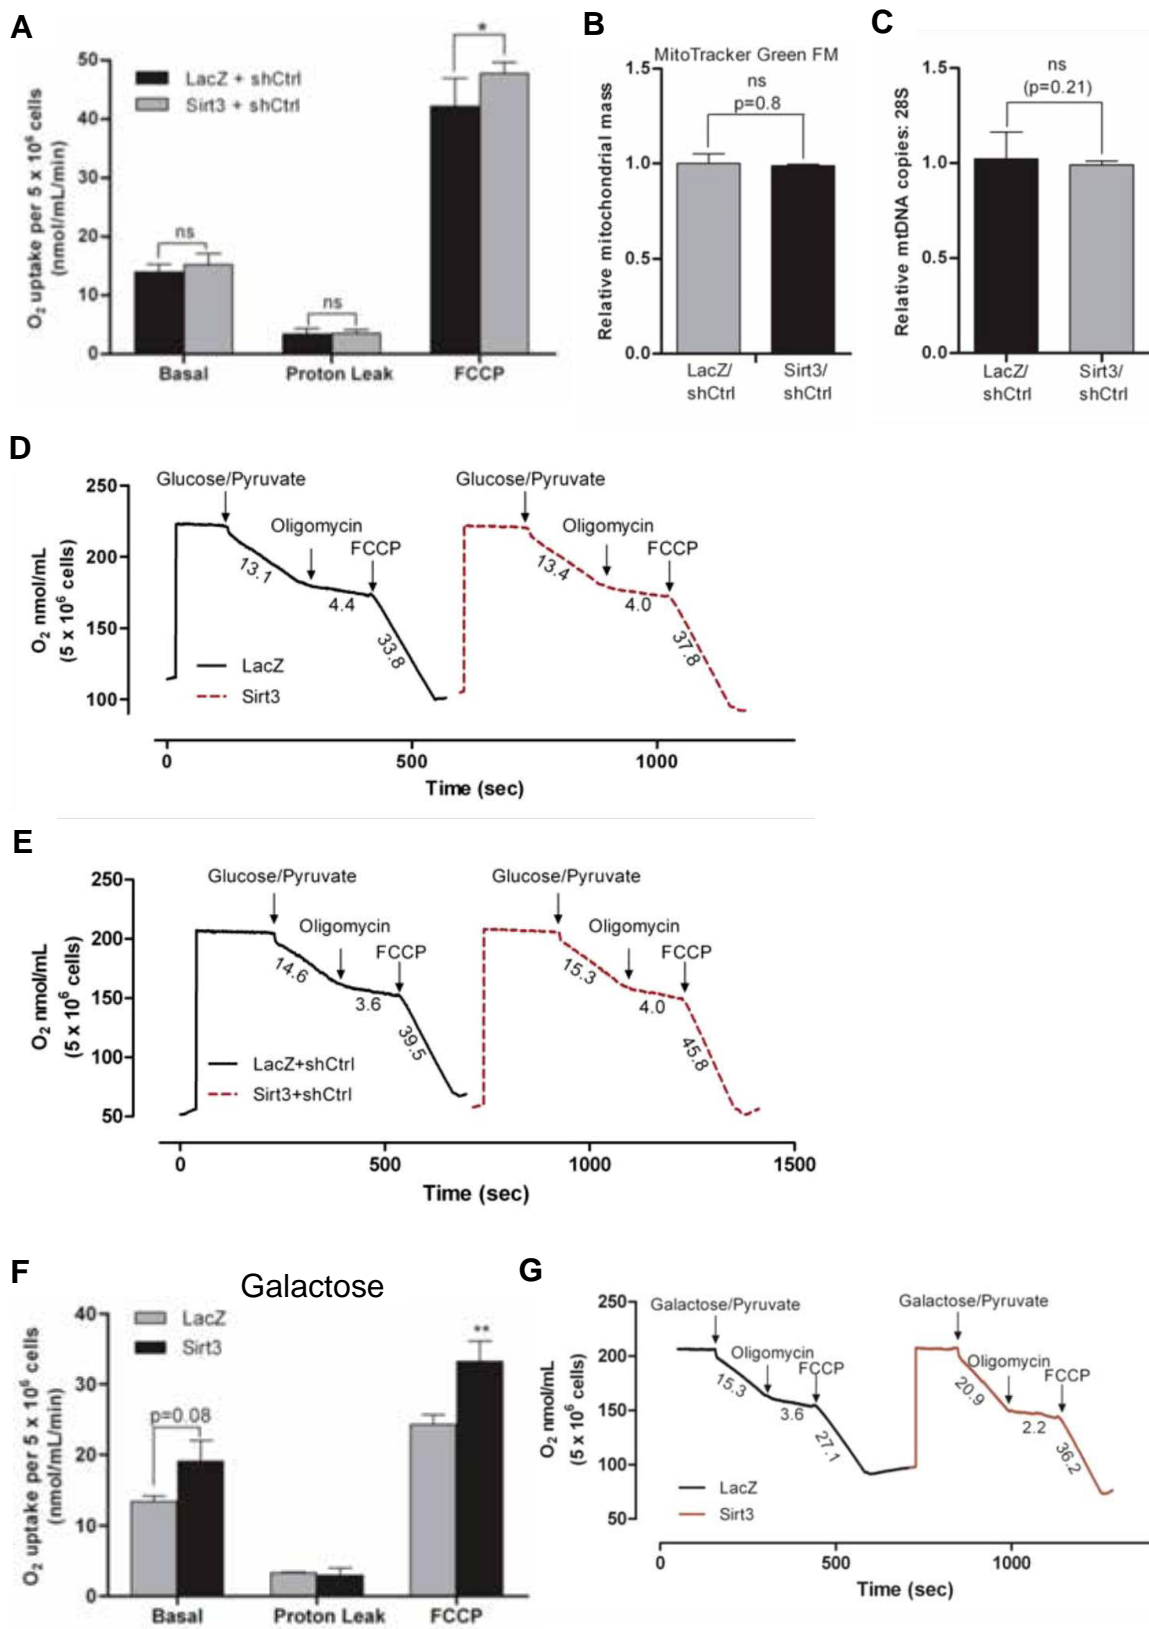 A
LacZ + shCtrl
Sirt3 + shCtrl
O2 uptake per 5 x 10^6 cells
(nmol/mL/min)
50
40
30
20
10
0
ns
ns
*
Basal
Proton Leak
FCCP
B
MitoTracker Green FM
Relative mitochondrial mass
1.5
1.0
0.5
0.0
ns
p=0.8
LacZ/
shCtrl
Sirt3/
shCtrl
C
Relative mtDNA copies: 28S
1.5
1.0
0.5
0.0
ns
(p=0.21)
LacZ/
shCtrl
Sirt3/
shCtrl
D
O2 nmol/mL
(5 x 10^6 cells)
250
200
150
100
Glucose/Pyruvate
Oligomycin
FCCP
13.1
4.4
33.8
Glucose/Pyruvate
Oligomycin
FCCP
13.4
4.0
37.8
LacZ
Sirt3
0
500
1000
Time (sec)
E
O2 nmol/mL
(5 x 10^6 cells)
250
200
150
100
50
Glucose/Pyruvate
Oligomycin
FCCP
14.6
3.6
39.5
Glucose/Pyruvate
Oligomycin
FCCP
15.3
4.0
45.8
LacZ+shCtrl
Sirt3+shCtrl
0
500
1000
1500
Time (sec)
F
Galactose
LacZ
Sirt3
O2 uptake per 5 x 10^6 cells
(nmol/mL/min)
40
30
20
10
0
p=0.08
**
Basal
Proton Leak
FCCP
G
O2 nmol/mL
(5 x 10^6 cells)
250
200
150
100
50
Galactose/Pyruvate
Oligomycin
FCCP
15.3
3.6
27.1
Galactose/Pyruvate
Oligomycin
FCCP
20.9
2.2
36.2
LacZ
Sirt3
0
500
1000
Time (sec)